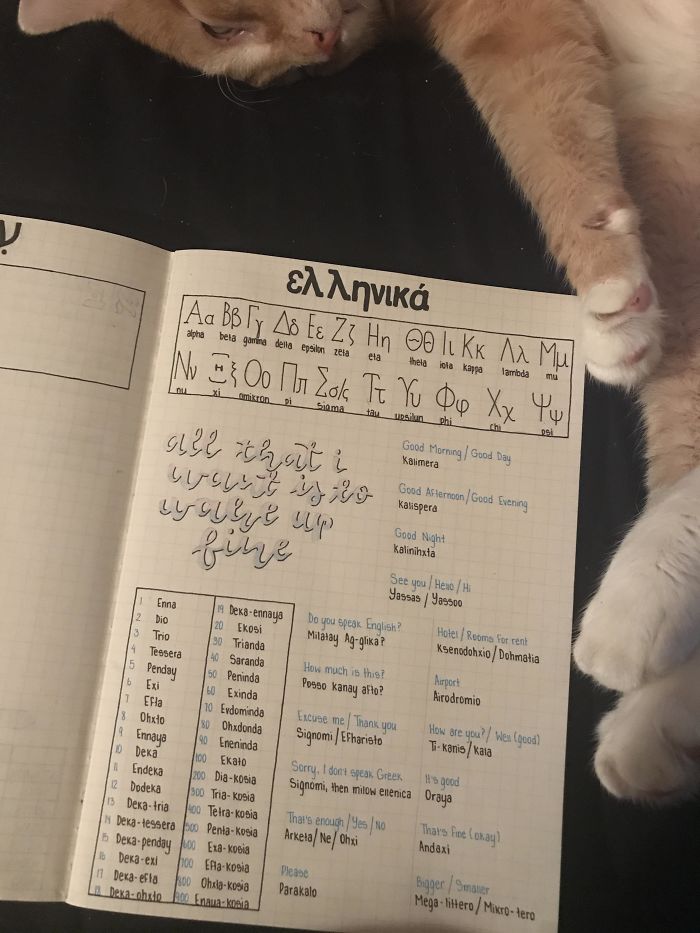 ελληνικά
Αα Ββ Γγ Δδ Εε Ζζ Ηη Θθ Ιι Κκ Λλ Μμ
alpha beta gamma delta epsilon zeta eta theta iota kappa lambda mu
Νν Ξξ Οο Ππ Σσ/ς Ττ Υυ Φφ Χχ Ψψ
nu xi omikron pi sigma tau upsilun phi chi psi
all that i
want is to
wake up
fine
Good Morning / Good Day
Kalimera
Good Afternoon / Good Evening
Kalispera
Good Night
Kalinihxta
See you / Hello / Hi
Yassas / Yassoo
1 Enna
2 Dio
3 Trio
4 Tessera
5 Penday
6 Exi
7 Efta
8 Ohxto
9 Ennaya
10 Deka
11 Endeka
12 Dodeka
13 Deka-tria
14 Deka-tessera
15 Deka-penday
16 Deka-exi
17 Deka-efta
18 Deka-ohxto
19 Deka-ennaya
20 Ekosi
30 Trianda
40 Saranda
50 Peninda
60 Exinda
70 Evdominda
80 Ohxdonda
90 Eneninda
100 Ekato
200 Dia-kosia
300 Tria-kosia
400 Tetra-kosia
500 Penta-kosia
600 Exa-kosia
700 Efta-kosia
800 Ohxta-kosia
900 Enaya-kosia
Do you speak English?
Milatay Ag-glika?
How much is this?
Posso kanay afto?
Excuse me / Thank you
Signomi / Efharisto
Sorry, I don't speak Greek
Signomi, then milow ellenica
That's enough / Yes / No
Arketa / Ne / Ohxi
Please
Parakalo
Hotel / Rooms for rent
Ksenodohxio / Dohmatia
Airport
Airodromio
How are you? / Well (good)
Ti-kanis / kala
It's good
Oraya
That's fine (okay)
Andaxi
Bigger / Smaller
Mega-littero / Mikro-tero